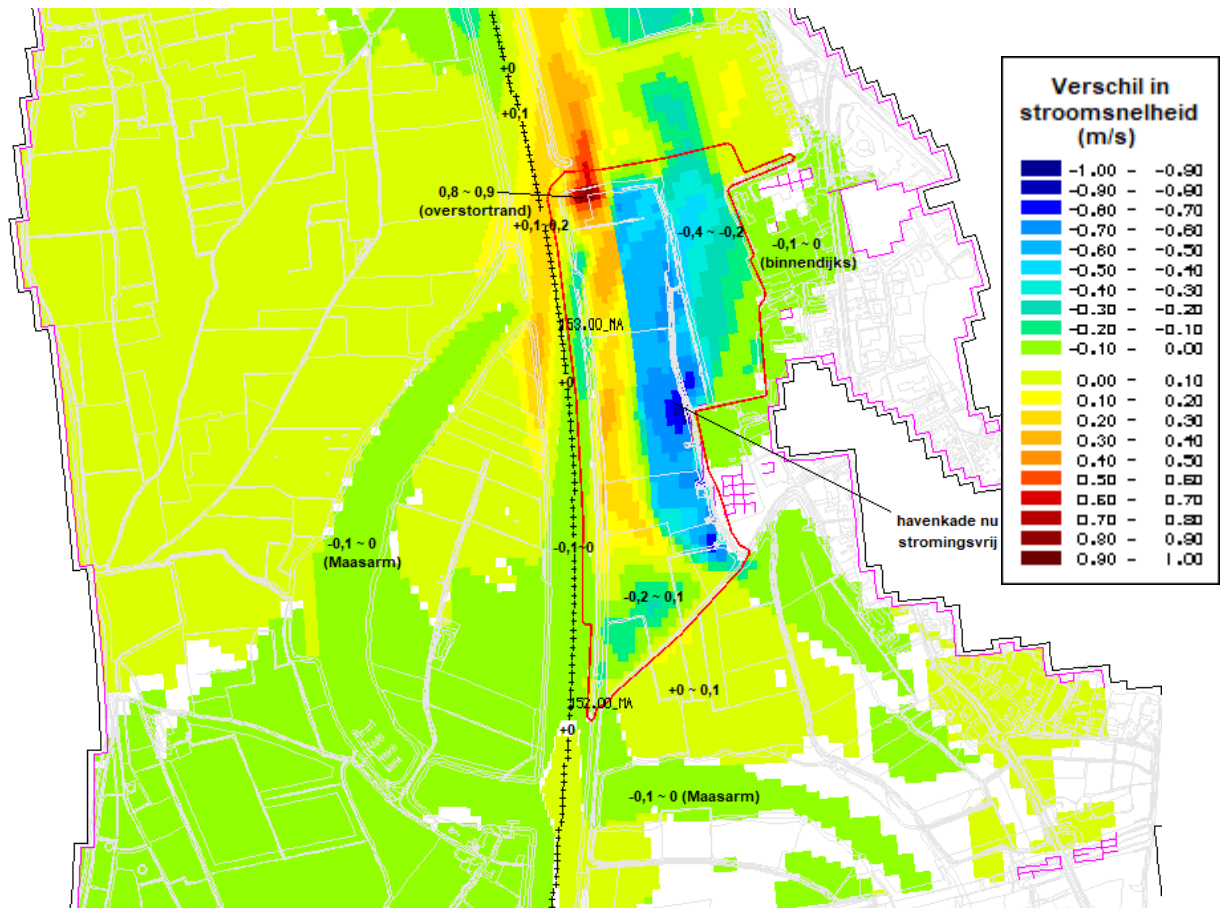 +0
+0,1
0,8 ~ 0,9
(overstortrand)
+0,1~0,2
-0,4 ~ -0,2
-0,1 ~ 0
(binnendijks)
+0
-0,1 ~ 0
(Maasarm)
-0,1~0
havenkade nu
stromingsvrij
-0,2 ~ 0,1
+0 ~ 0,1
152.00_MA
+0
-0,1 ~ 0 (Maasarm)
Verschil in
stroomsnelheid
(m/s)
-1.00 - -0.90
-0.90 - -0.80
-0.80 - -0.70
-0.70 - -0.60
-0.60 - -0.50
-0.50 - -0.40
-0.40 - -0.30
-0.30 - -0.20
-0.20 - -0.10
-0.10 - 0.00
0.00 - 0.10
0.10 - 0.20
0.20 - 0.30
0.30 - 0.40
0.40 - 0.50
0.50 - 0.60
0.60 - 0.70
0.70 - 0.80
0.80 - 0.90
0.90 - 1.00